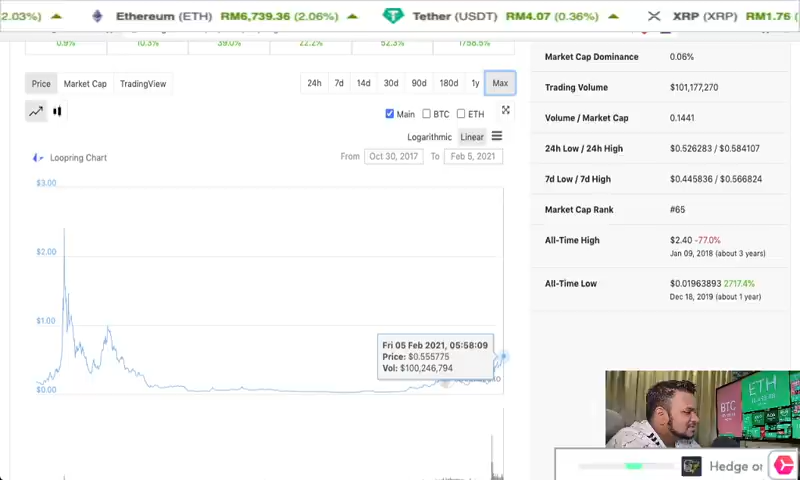 2.03%) Ethereum (ETH) RM6,739.36 (2.06%) Tether (USDT) RM4.07 (0.36%) XRP (XRP) RM1.76
0.9% 10.3% 39.0% 22.2% 52.3% 1758.5%
Price Market Cap TradingView 24h 7d 14d 30d 90d 180d 1y Max
Main BTC ETH
Logarithmic Linear
Loopring Chart From Oct 30, 2017 To Feb 5, 2021
$3.00
$2.00
$1.00
$0.00
Fri 05 Feb 2021, 05:58:09
Price: $0.555775
Vol: $100,246,794
Market Cap Dominance 0.06%
Trading Volume $101,177,270
Volume / Market Cap 0.1441
24h Low / 24h High $0.526283 / $0.584107
7d Low / 7d High $0.445836 / $0.566824
Market Cap Rank #65
All-Time High $2.40 -77.0%
Jan 09, 2018 (about 3 years)
All-Time Low $0.01963893 2717.4%
Dec 18, 2019 (about 1 year)
BTC
ETH
Hedge or